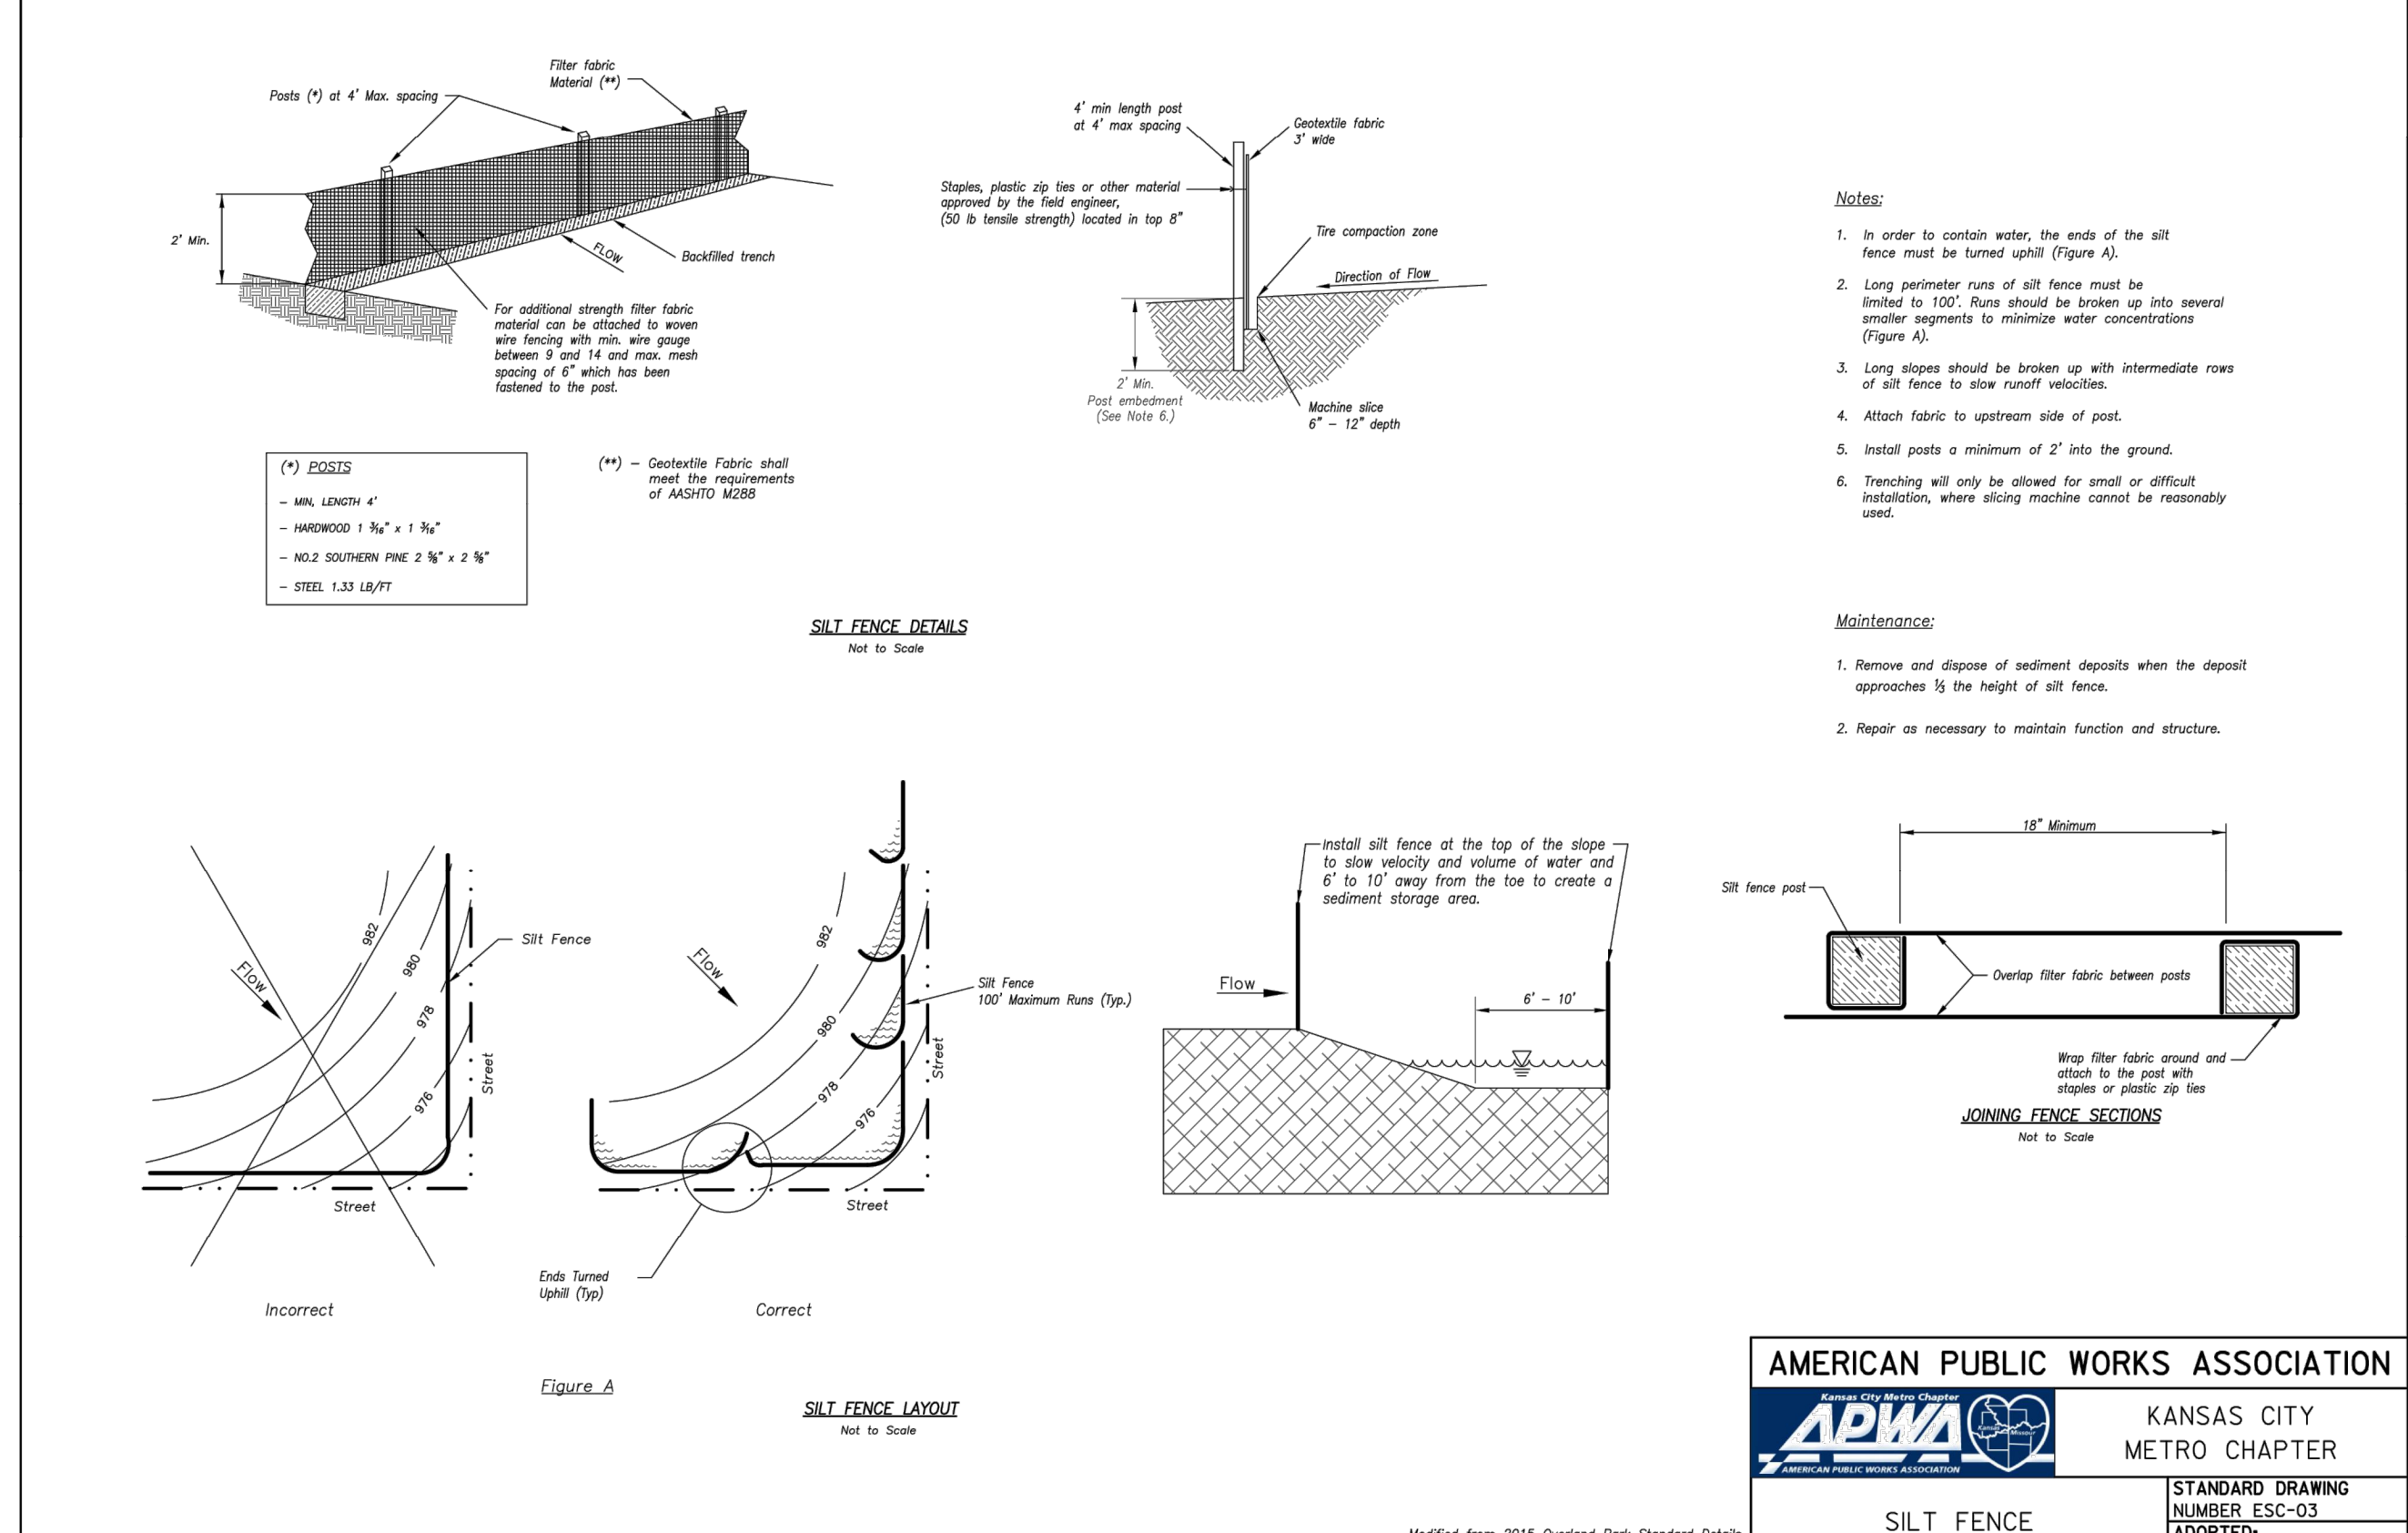 Filter fabric
Material (**)
Posts (*) at 4' Max. spacing
2' Min.
FLOW
Backfilled trench
For additional strength filter fabric
material can be attached to woven
wire fencing with min. wire gauge
between 9 and 14 and max. mesh
spacing of 6" which has been
fastened to the post.
4' min length post
at 4' max spacing
Geotextile fabric
3' wide
Staples, plastic zip ties or other material
approved by the field engineer,
(50 lb tensile strength) located in top 8"
Tire compaction zone
Direction of Flow
2' Min.
Post embedment
(See Note 6.)
Machine slice
6" – 12" depth
(*) POSTS
– MIN, LENGTH 4'
– HARDWOOD 1 3/16" x 1 3/16"
– NO.2 SOUTHERN PINE 2 5/8" x 2 5/8"
– STEEL 1.33 LB/FT
(**) – Geotextile Fabric shall
meet the requirements
of AASHTO M288
SILT FENCE DETAILS
Not to Scale
Notes:
1. In order to contain water, the ends of the silt
fence must be turned uphill (Figure A).
2. Long perimeter runs of silt fence must be
limited to 100'. Runs should be broken up into several
smaller segments to minimize water concentrations
(Figure A).
3. Long slopes should be broken up with intermediate rows
of silt fence to slow runoff velocities.
4. Attach fabric to upstream side of post.
5. Install posts a minimum of 2' into the ground.
6. Trenching will only be allowed for small or difficult
installation, where slicing machine cannot be reasonably
used.
Maintenance:
1. Remove and dispose of sediment deposits when the deposit
approaches 1/3 the height of silt fence.
2. Repair as necessary to maintain function and structure.
982
980
978
976
Flow
Silt Fence
Street
Street
Incorrect
982
980
978
976
Flow
Silt Fence
100' Maximum Runs (Typ.)
Street
Street
Ends Turned
Uphill (Typ)
Correct
Figure A
SILT FENCE LAYOUT
Not to Scale
Install silt fence at the top of the slope
to slow velocity and volume of water and
6' to 10' away from the toe to create a
sediment storage area.
Flow
6' – 10'
18" Minimum
Silt fence post
Overlap filter fabric between posts
Wrap filter fabric around and
attach to the post with
staples or plastic zip ties
JOINING FENCE SECTIONS
Not to Scale
AMERICAN PUBLIC WORKS ASSOCIATION
Kansas City Metro Chapter
APWA
Kansas
Missouri
AMERICAN PUBLIC WORKS ASSOCIATION
KANSAS CITY
METRO CHAPTER
STANDARD DRAWING
NUMBER ESC-03
ADOPTED:
SILT FENCE
Modified from 2015 Overland Park Standard Details